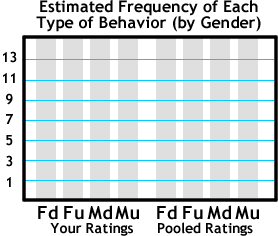 Estimated Frequency of Each
Type of Behavior (by Gender)
13
11
9
7
5
3
1
Fd Fu Md Mu Fd Fu Md Mu
Your Ratings Pooled Ratings